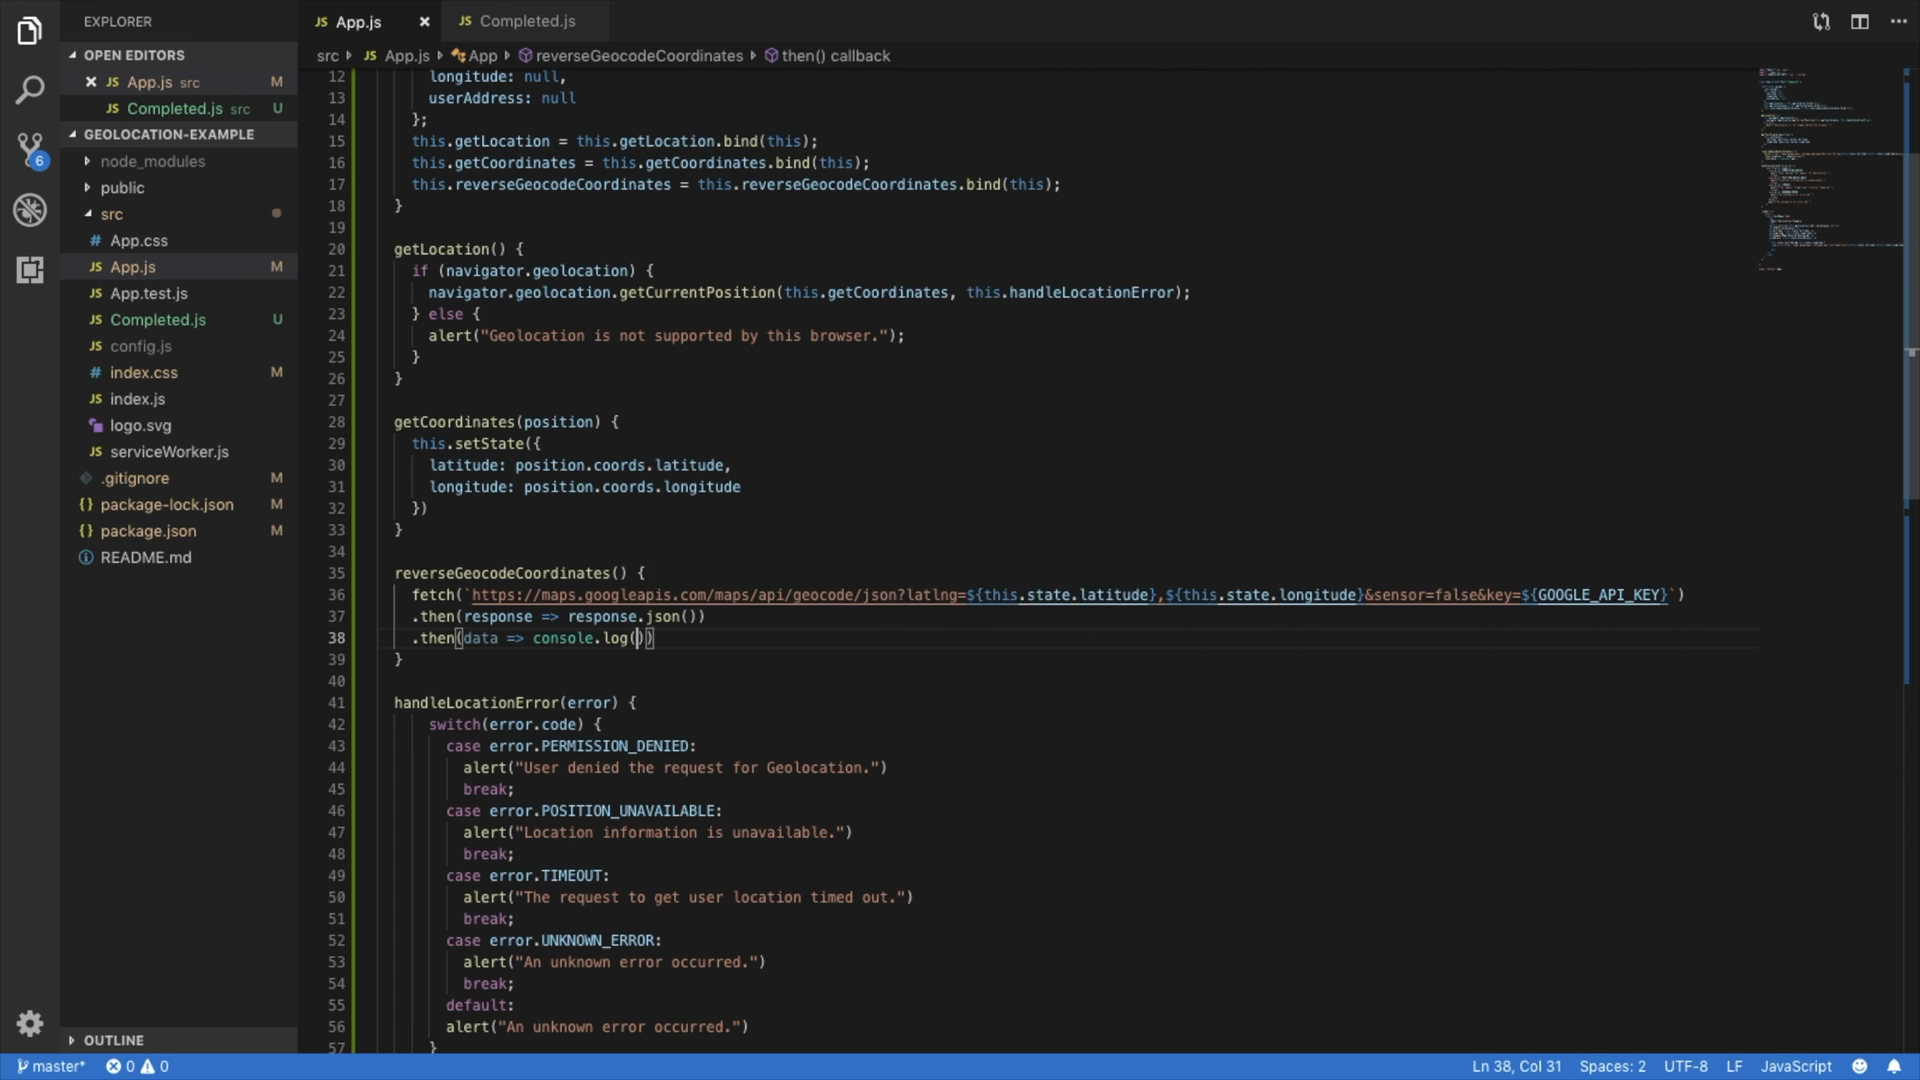 EXPLORER
OPEN EDITORS
JS App.js src M
JS Completed.js src U
GEOLOCATION-EXAMPLE
node_modules
public
src
# App.css
JS App.js M
JS App.test.js
JS Completed.js U
JS config.js
# index.css M
JS index.js
logo.svg
JS serviceWorker.js
.gitignore M
{} package-lock.json M
{} package.json M
README.md
OUTLINE
6
JS App.js
JS Completed.js
src JS App.js App reverseGeocodeCoordinates then() callback
12 longitude: null,
13 userAddress: null
14 };
15 this.getLocation = this.getLocation.bind(this);
16 this.getCoordinates = this.getCoordinates.bind(this);
17 this.reverseGeocodeCoordinates = this.reverseGeocodeCoordinates.bind(this);
18 }
19
20 getLocation() {
21 if (navigator.geolocation) {
22 navigator.geolocation.getCurrentPosition(this.getCoordinates, this.handleLocationError);
23 } else {
24 alert("Geolocation is not supported by this browser.");
25 }
26 }
27
28 getCoordinates(position) {
29 this.setState({
30 latitude: position.coords.latitude,
31 longitude: position.coords.longitude
32 })
33 }
34
35 reverseGeocodeCoordinates() {
36 fetch(`https://maps.googleapis.com/maps/api/geocode/json?latlng=${this.state.latitude},${this.state.longitude}&sensor=false&key=${GOOGLE_API_KEY}`)
37 .then(response => response.json())
38 .then(data => console.log())
39 }
40
41 handleLocationError(error) {
42 switch(error.code) {
43 case error.PERMISSION_DENIED:
44 alert("User denied the request for Geolocation.")
45 break;
46 case error.POSITION_UNAVAILABLE:
47 alert("Location information is unavailable.")
48 break;
49 case error.TIMEOUT:
50 alert("The request to get user location timed out.")
51 break;
52 case error.UNKNOWN_ERROR:
53 alert("An unknown error occurred.")
54 break;
55 default:
56 alert("An unknown error occurred.")
57 }
master* 0 0
Ln 38, Col 31 Spaces: 2 UTF-8 LF JavaScript